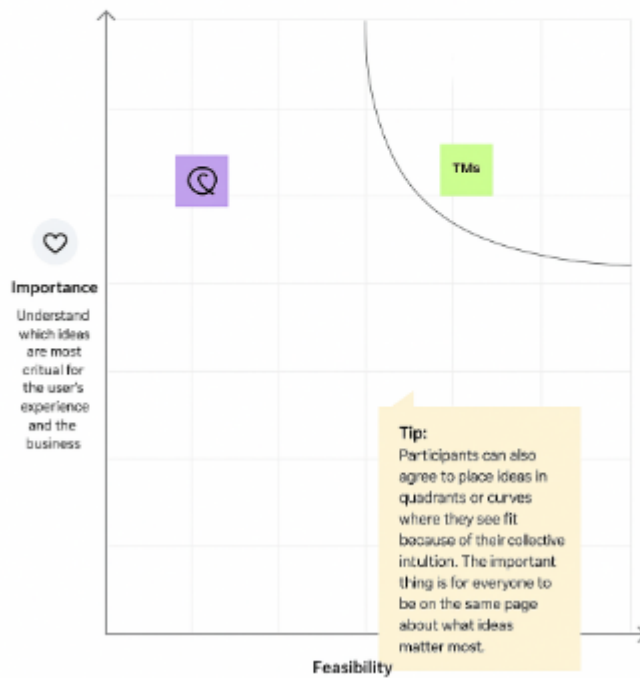 TMs
Importance
Understand
which ideas
are most
critual for
the user's
experience
and the
business
Tip:
Participants can also
agree to place ideas in
quadrants or curves
where they see fit
because of their collective
intuition. The important
thing is for everyone to
be on the same page
about what ideas
matter most.
Feasibility